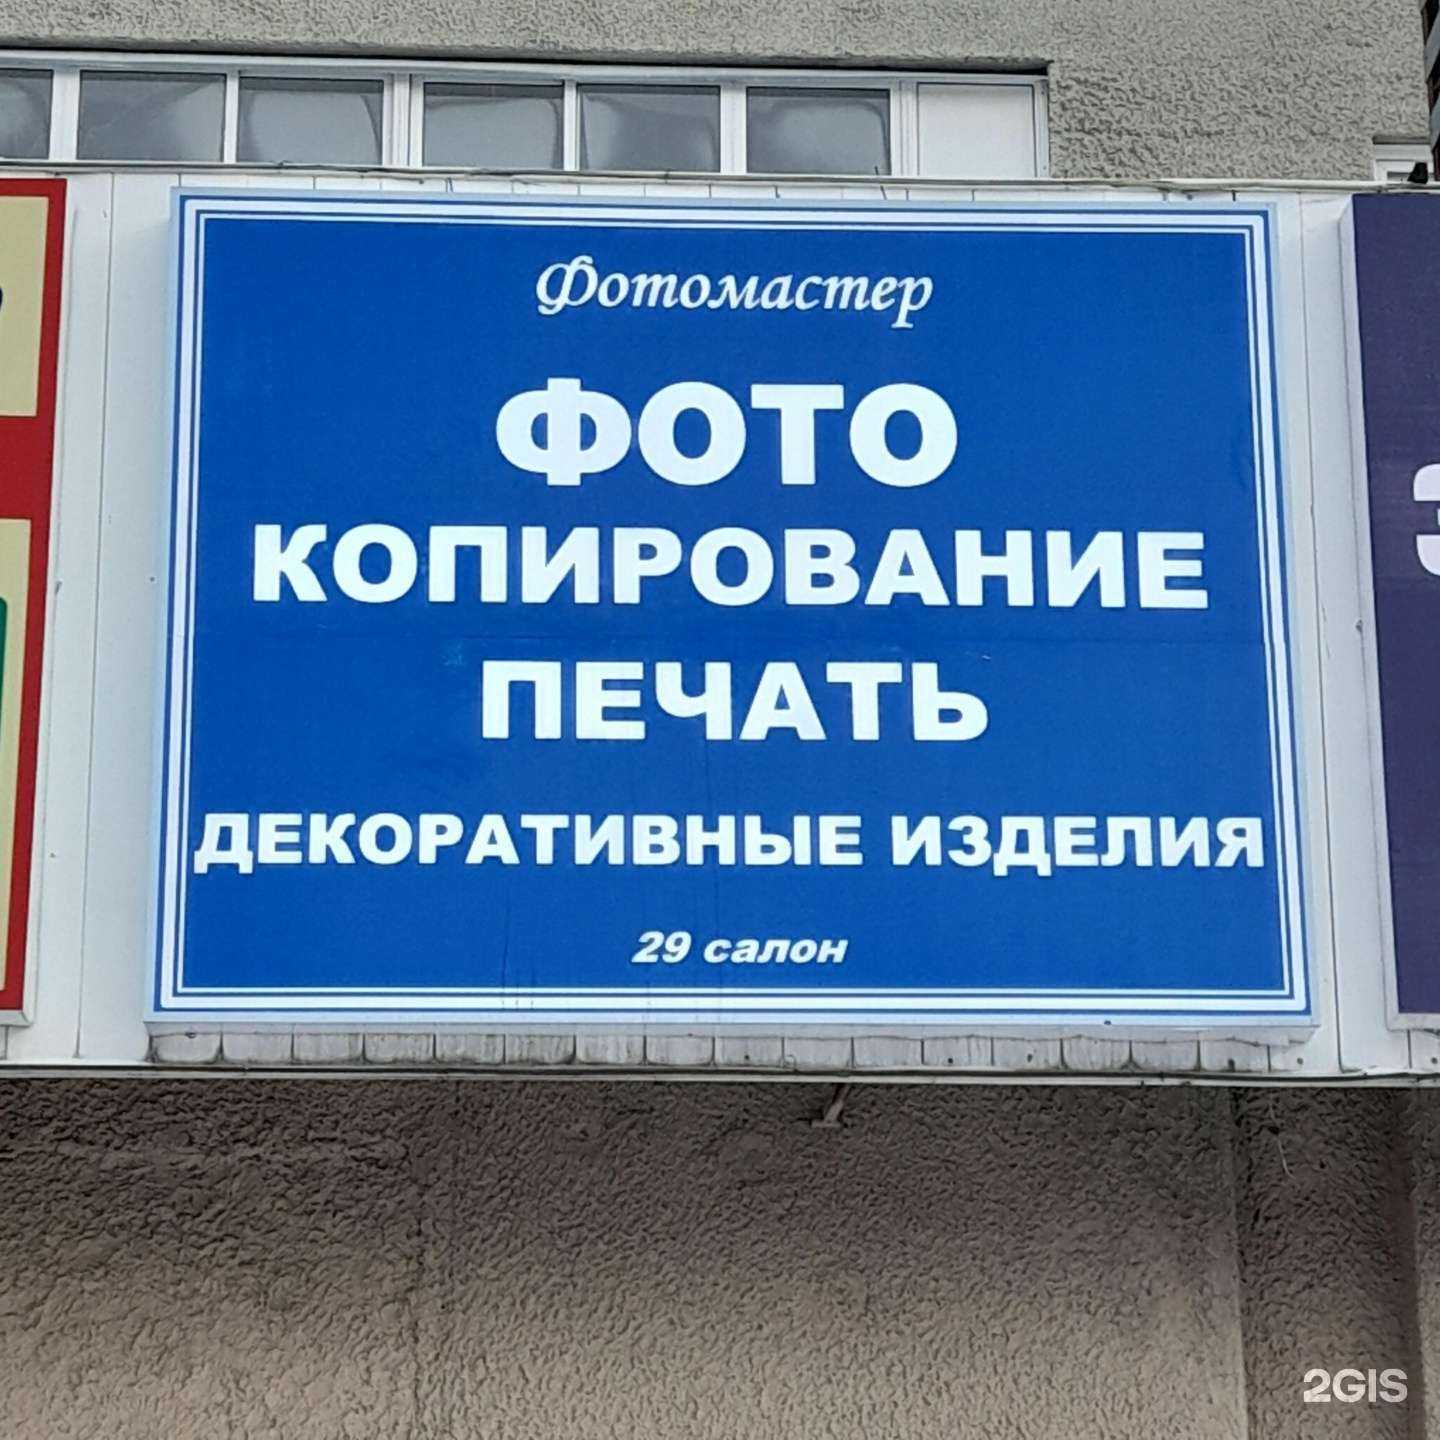 Фотомастер
ФОТО
КОПИРОВАНИЕ
ПЕЧАТЬ
ДЕКОРАТИВНЫЕ ИЗДЕЛИЯ
29 салон
2GIS